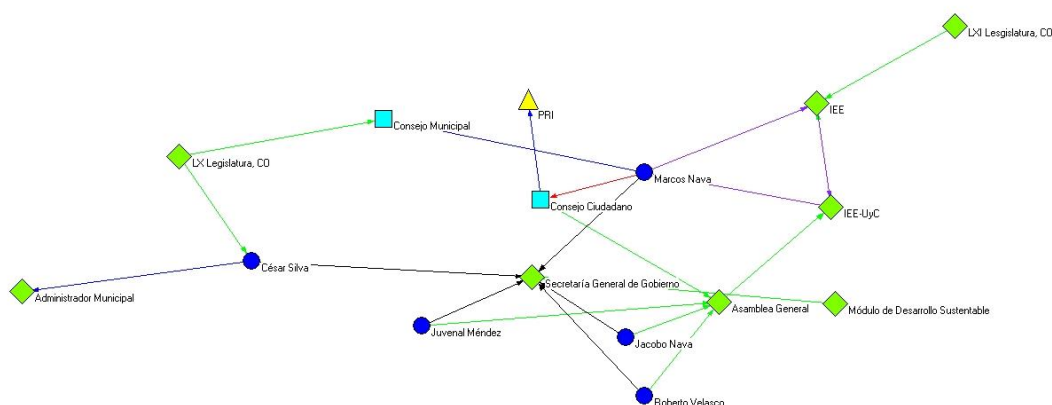 LXI Lesgislatura, CO
PRI
IEE
Consejo Municipal
LX Legislatura, CO
Marcos Nava
Consejo Ciudadano
IEE-UyC
César Silva
Secretaría General de Gobierno
Administrador Municipal
Asamblea General
Módulo de Desarrollo Sustentable
Juvenal Méndez
Jacobo Nava
Roberto Velasco